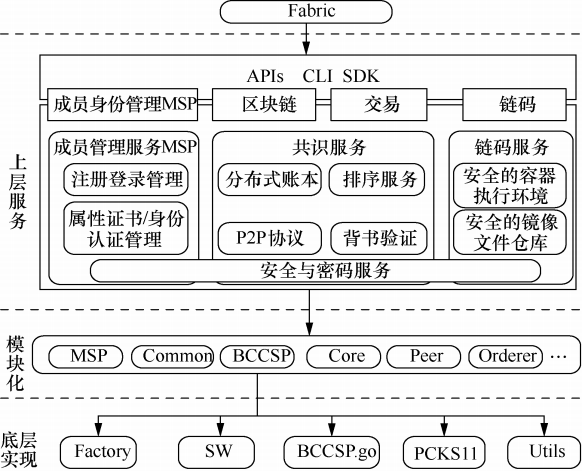 Fabric
APIs CLI SDK
成员身份管理MSP 区块链 交易 链码
上层服务
成员管理服务MSP
注册登录管理
属性证书/身份
认证管理
共识服务
分布式账本 排序服务
P2P协议 背书验证
链码服务
安全的容器
执行环境
安全的镜像
文件仓库
安全与密码服务
模块化
MSP Common BCCSP Core Peer Orderer ···
底层
实现
Factory SW BCCSP.go PCKS11 Utils